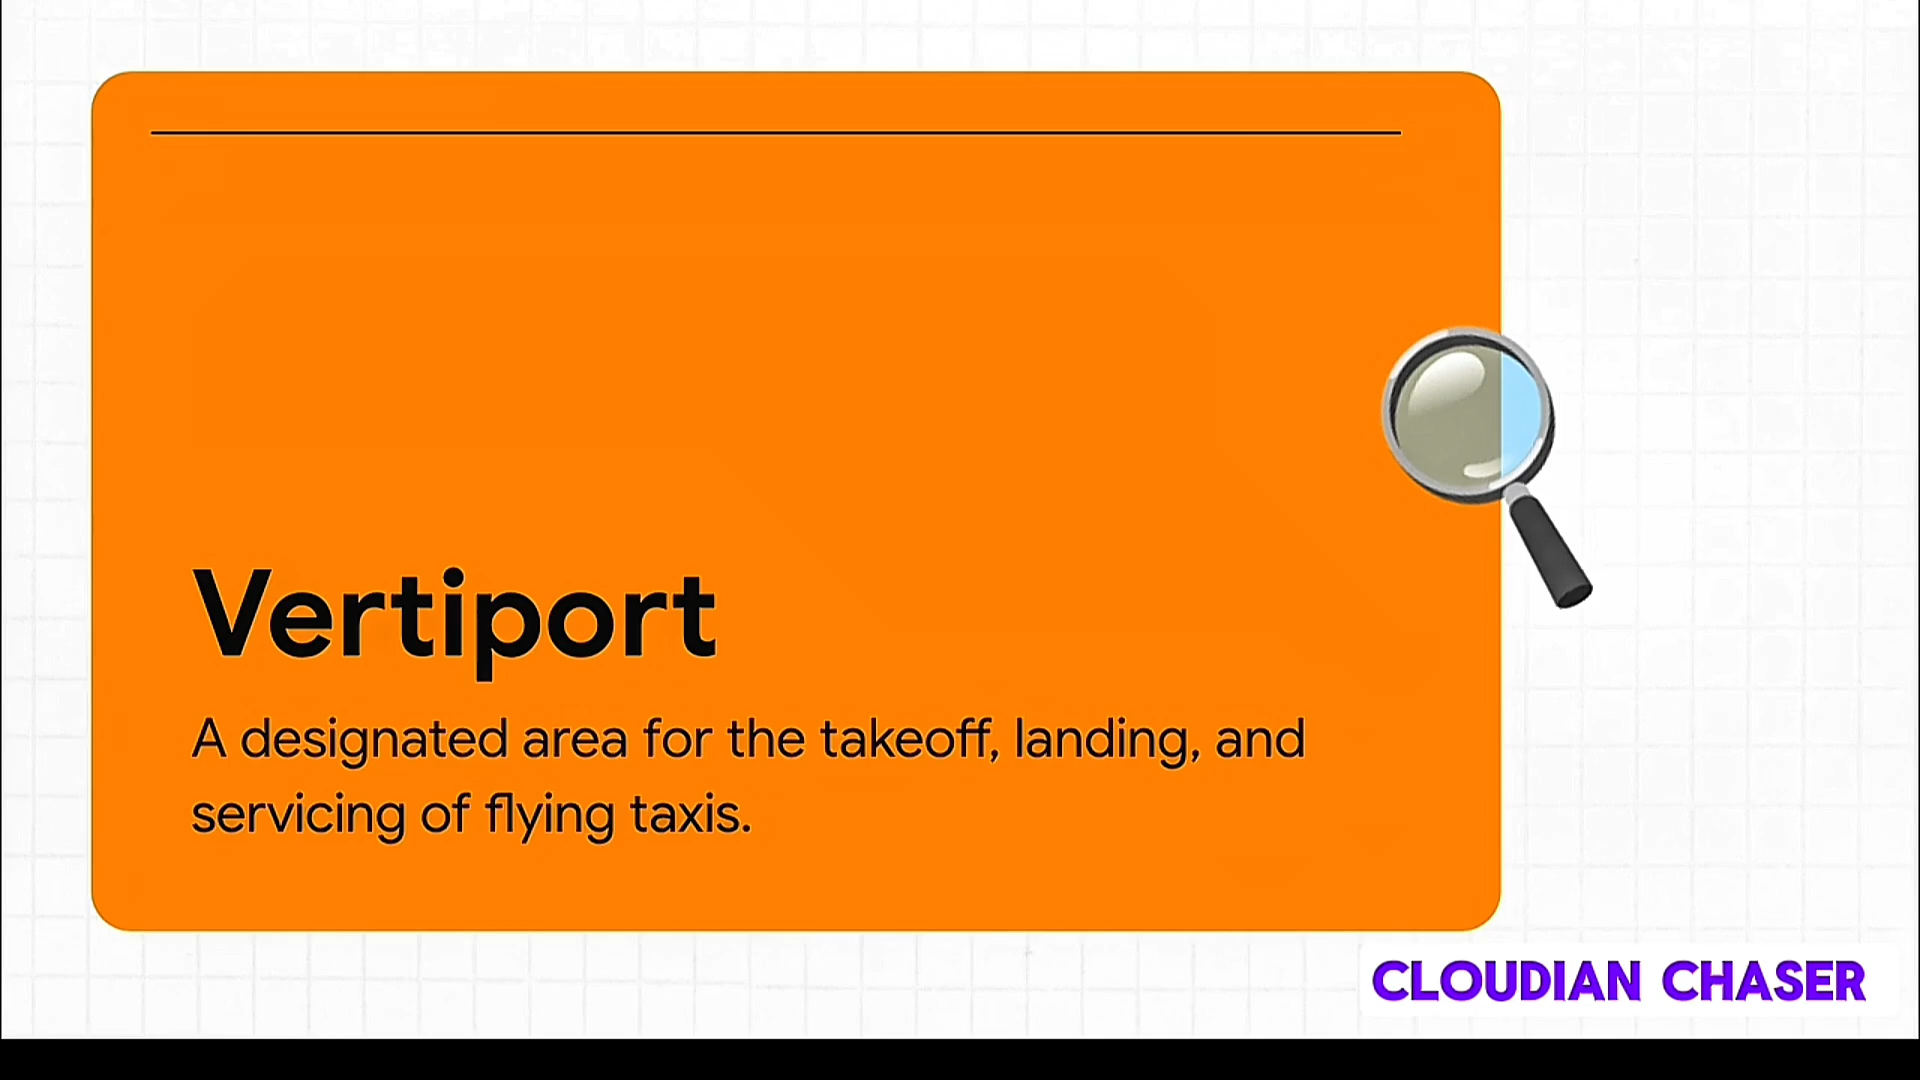 Vertiport
A designated area for the takeoff, landing, and
servicing of flying taxis.
CLOUDIAN CHASER